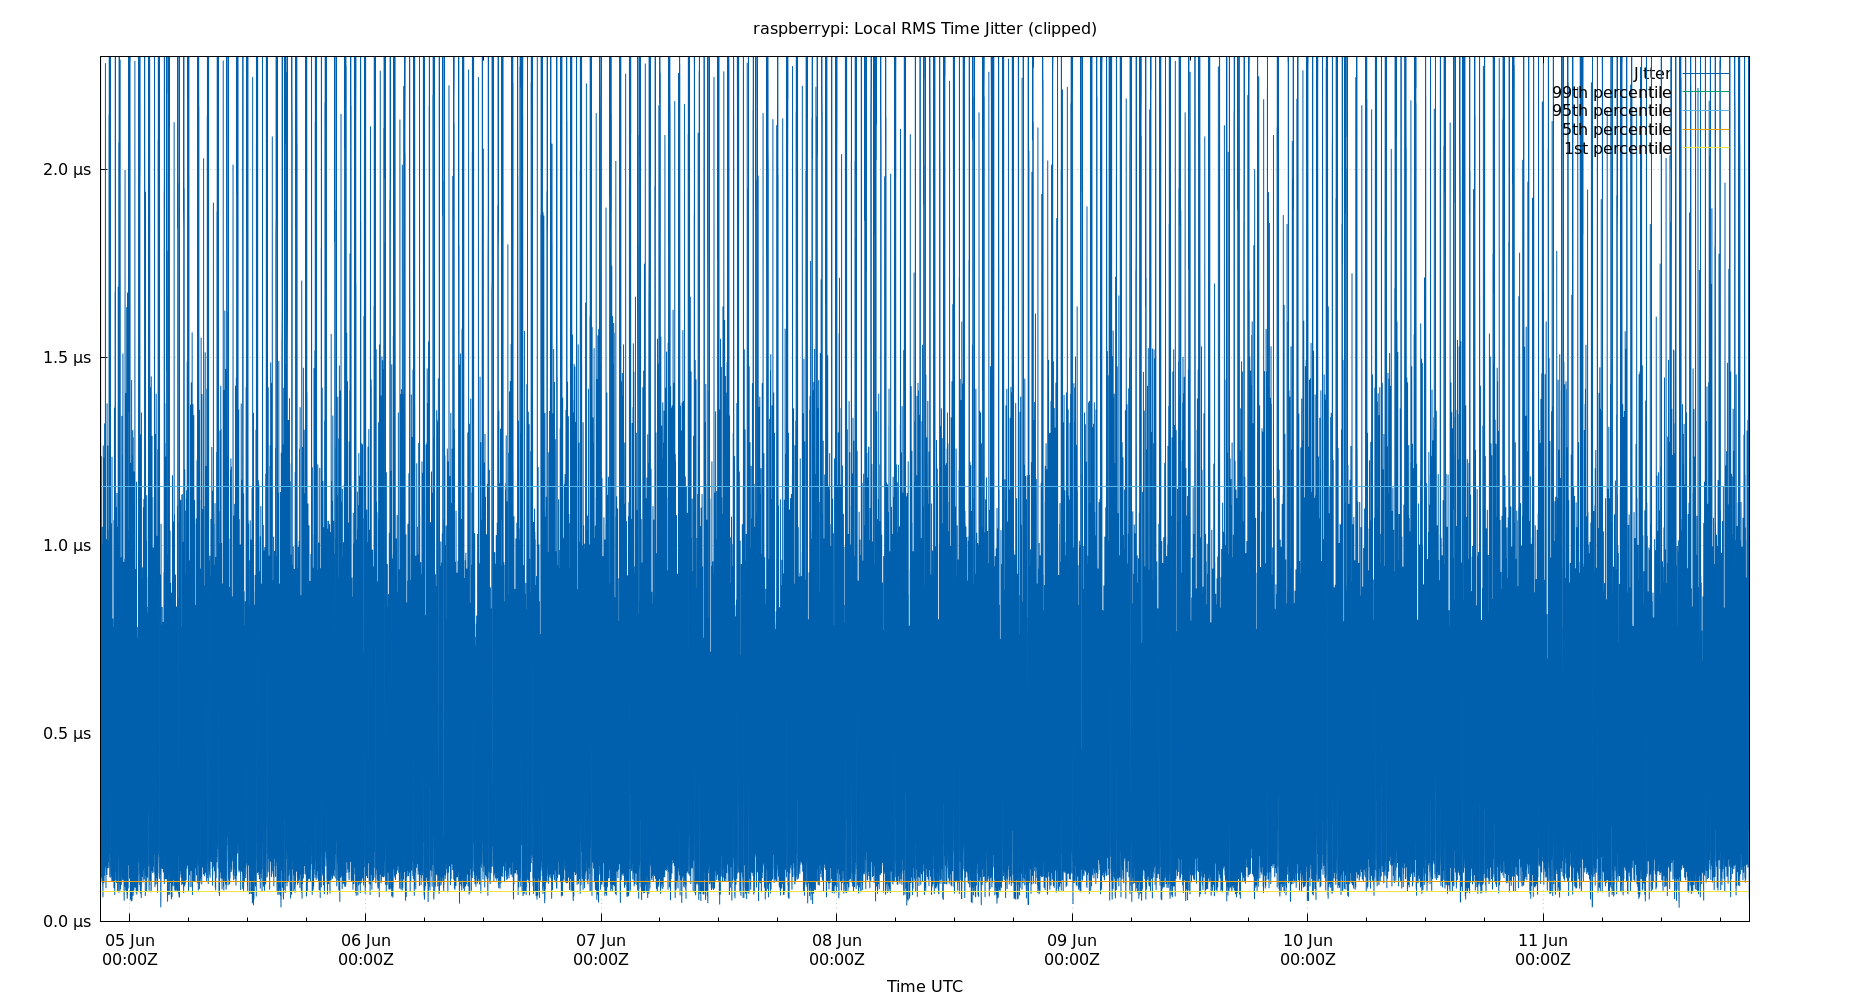 raspberrypi: Local RMS Time Jitter (clipped)
Jitter
99th percentile
95th percentile
5th percentile
1st percentile
2.0 µs
1.5 µs
1.0 µs
0.5 µs
0.0 µs
05 Jun 06 Jun 07 Jun 08 Jun 09 Jun 10 Jun 11 Jun
00:00Z 00:00Z 00:00Z 00:00Z 00:00Z 00:00Z 00:00Z
Time UTC